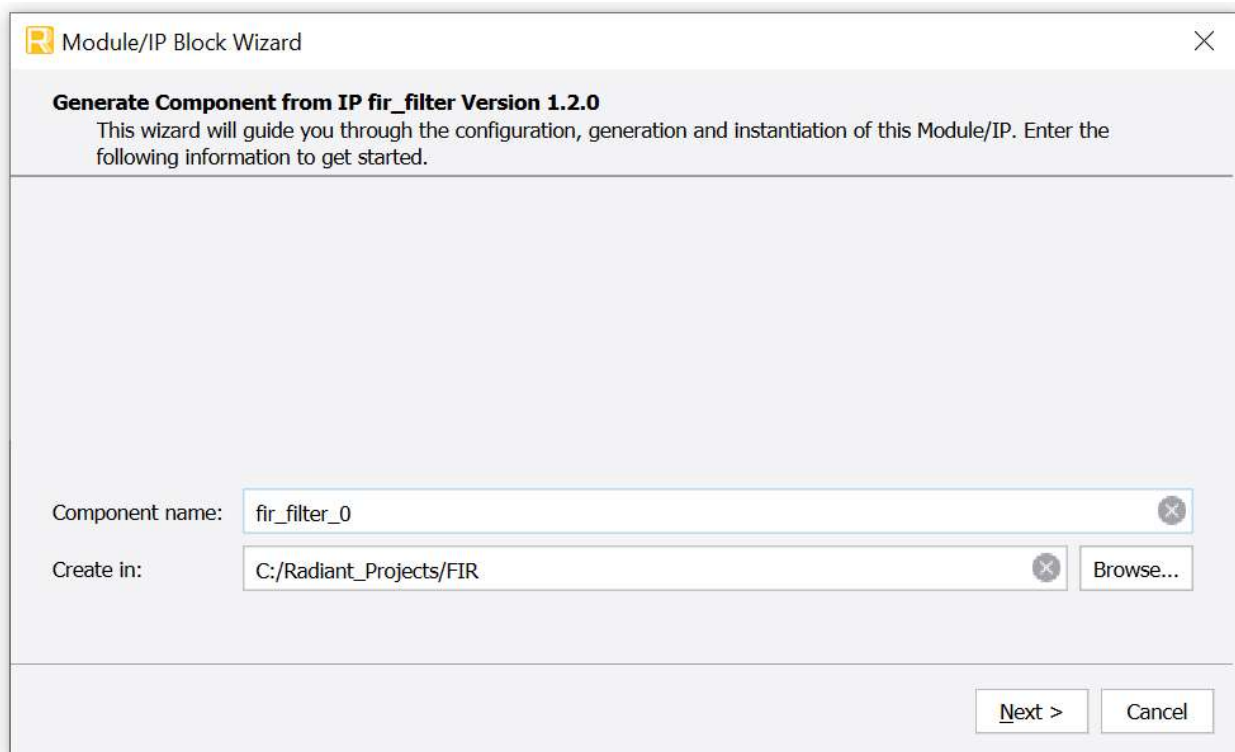 R Module/IP Block Wizard
Generate Component from IP fir_filter Version 1.2.0
This wizard will guide you through the configuration, generation and instantiation of this Module/IP. Enter the
following information to get started.
Component name: fir_filter_0
Create in: C:/Radiant_Projects/FIR Browse...
Next > Cancel